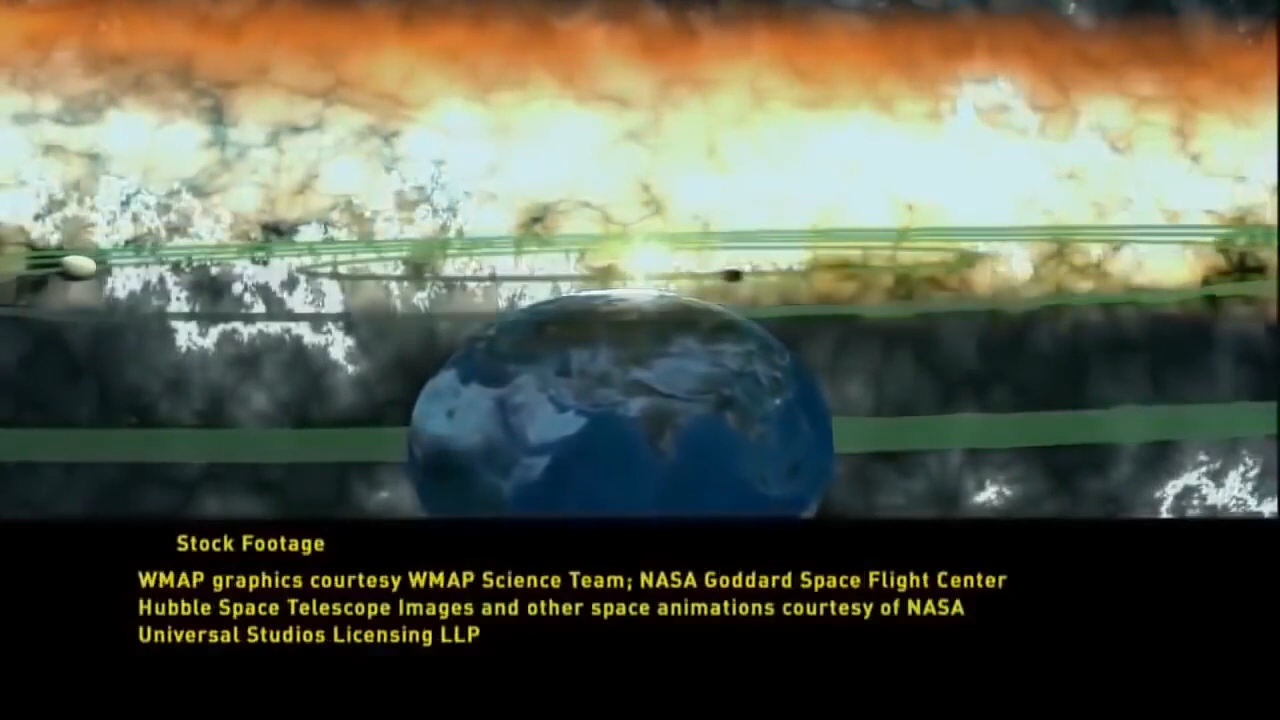 Stock Footage
WMAP graphics courtesy WMAP Science Team; NASA Goddard Space Flight Center
Hubble Space Telescope Images and other space animations courtesy of NASA
Universal Studios Licensing LLP